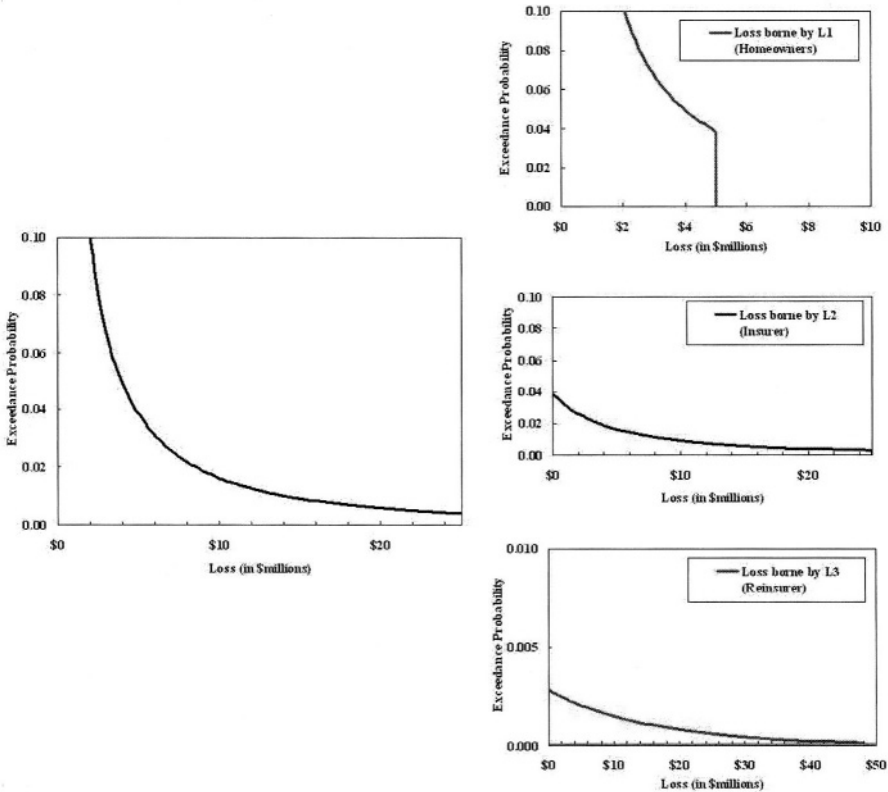 0.10
0.08
0.06
0.04
0.02
0.00
Exceedance Probability
$0 $2 $4 $6 $8 $10
Loss (in $millions)
Loss borne by L1
(Homeowners)
0.10
0.08
0.06
0.04
0.02
0.00
Exceedance Probability
$0 $10 $20
Loss (in $millions)
0.10
0.08
0.06
0.04
0.02
0.00
Exceedance Probability
$0 $10 $20
Loss (in $millions)
Loss borne by L2
(Insurer)
0.010
0.005
0.000
Exceedance Probability
$0 $10 $20 $30 $40 $50
Loss (in $millions)
Loss borne by L3
(Reinsurer)